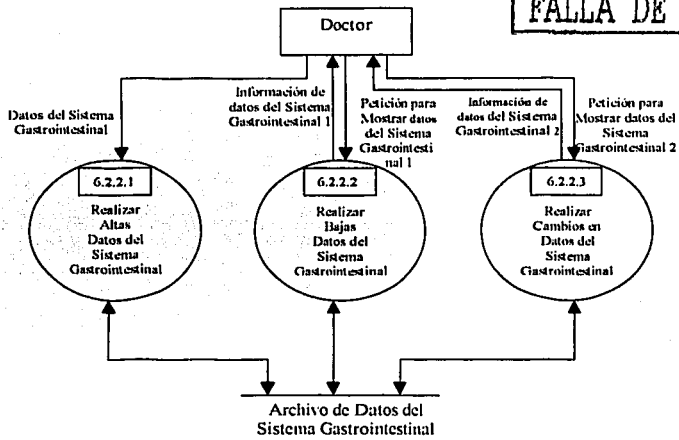 FALLA DE
Doctor
Datos del Sistema
Gastrointestinal
Información de
datos del Sistema
Gastrointestinal 1
Petición para
Mostrar datos
del Sistema
Gastrointesti
nal 1
Información de
datos del Sistema
Gastrointestinal 2
Petición para
Mostrar datos del
Sistema
Gastrointestinal 2
6.2.2.1
Realizar
Altas
Datos del
Sistema
Gastrointestinal
6.2.2.2
Realizar
Bajas
Datos del
Sistema
Gastrointestinal
6.2.2.3
Realizar
Cambios en
Datos del
Sistema
Gastrointestinal
Archivo de Datos del
Sistema Gastrointestinal